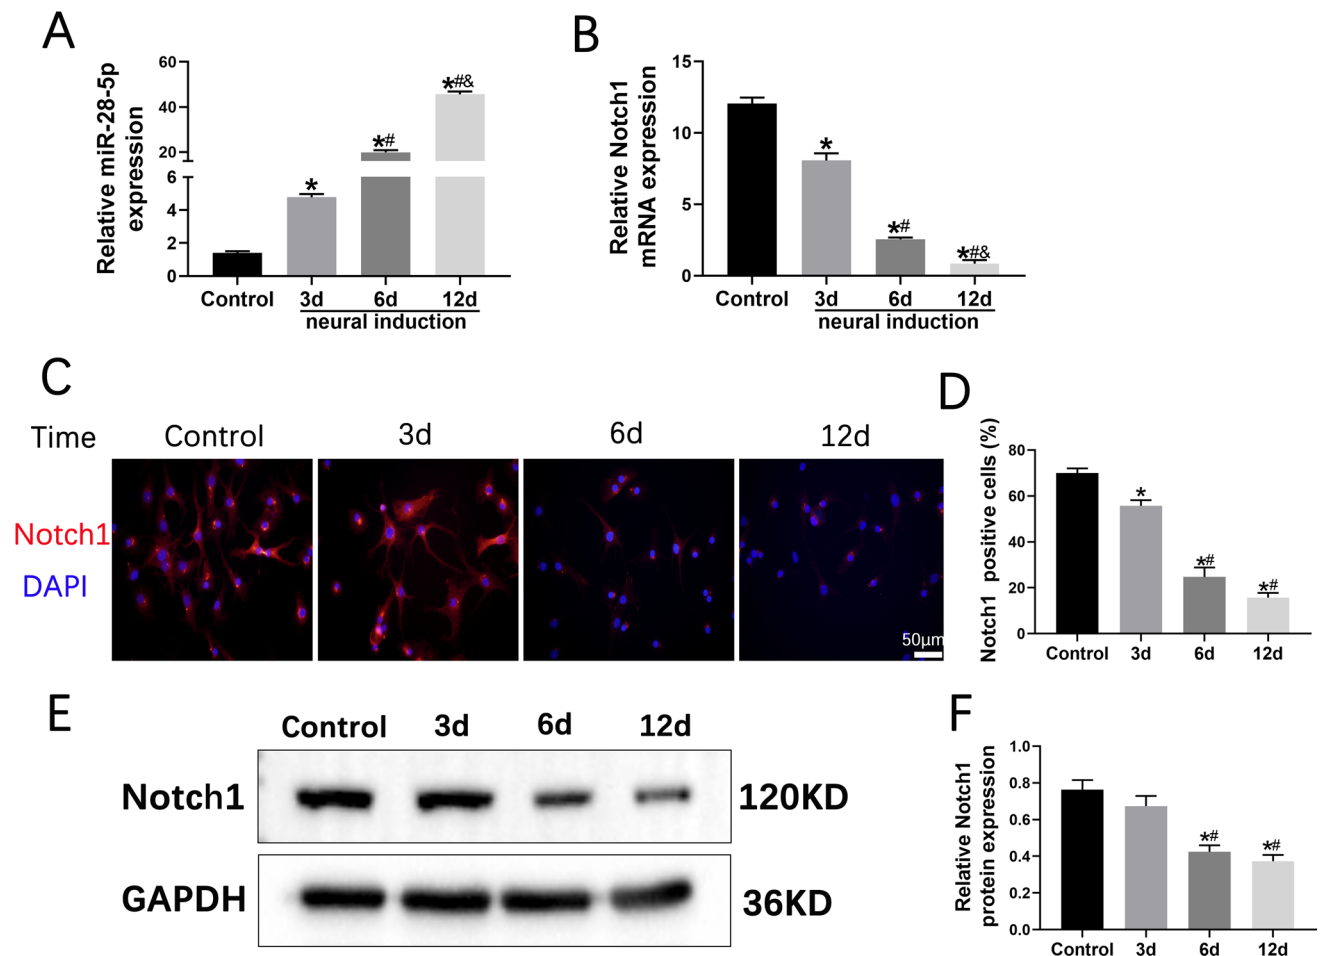 A
Relative miR-28-5p
expression
60
40
20
6
4
2
0
*
*#
*#&
Control 3d 6d 12d
neural induction
B
Relative Notch1
mRNA expression
15
10
5
0
*
*#
*#&
Control 3d 6d 12d
neural induction
C
Time Control 3d 6d 12d
Notch1
DAPI
50μm
D
Notch1 positive cells (%)
80
60
40
20
0
*
*#
*#
Control 3d 6d 12d
E
Control 3d 6d 12d
Notch1 120KD
GAPDH 36KD
F
Relative Notch1
protein expression
1.0
0.8
0.6
0.4
0.2
0.0
*#
*#
Control 3d 6d 12d